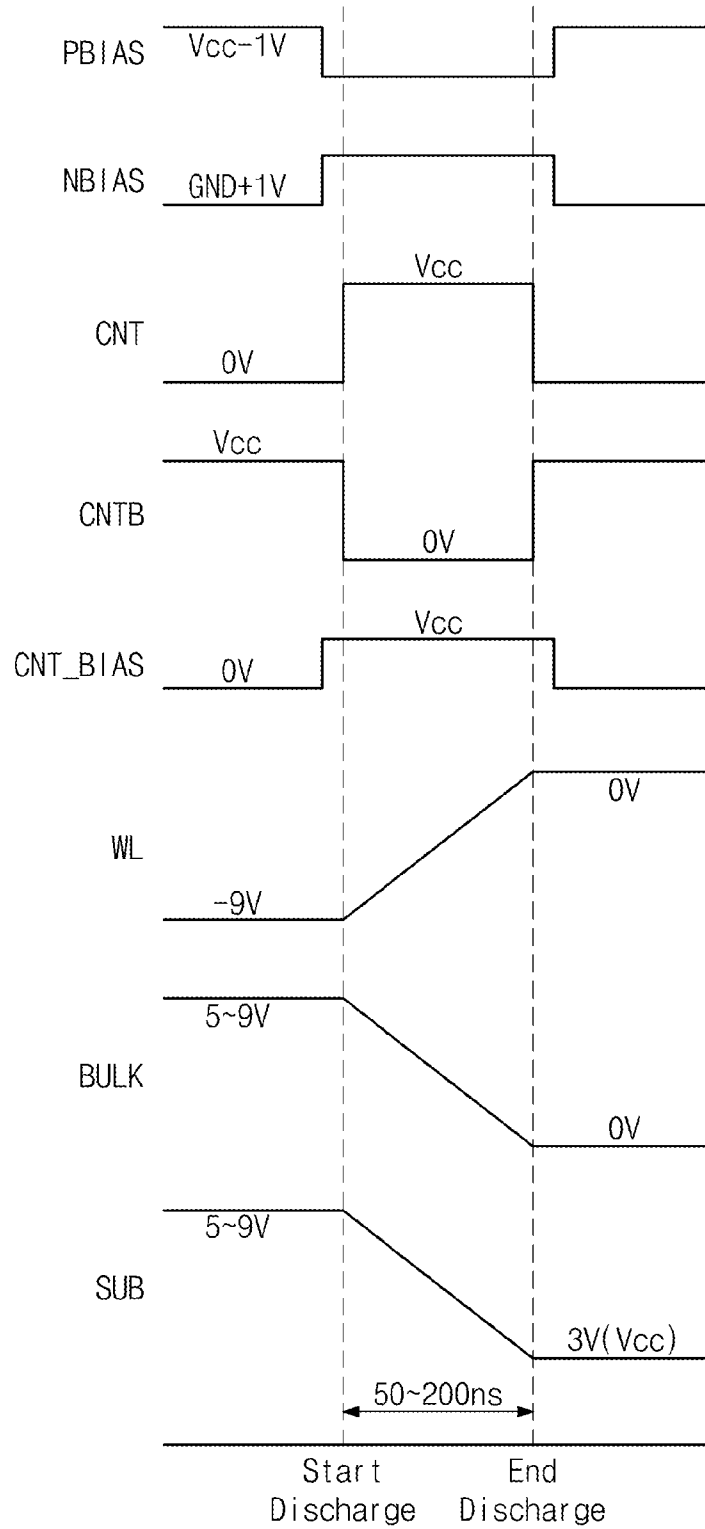 PBIAS
Vcc-1V
NBIAS
GND+1V
Vcc
CNT
0V
Vcc
CNTB
0V
Vcc
CNT_BIAS
0V
0V
WL
-9V
5~9V
BULK
0V
5~9V
SUB
3V(Vcc)
50~200ns
Start
Discharge
End
Discharge